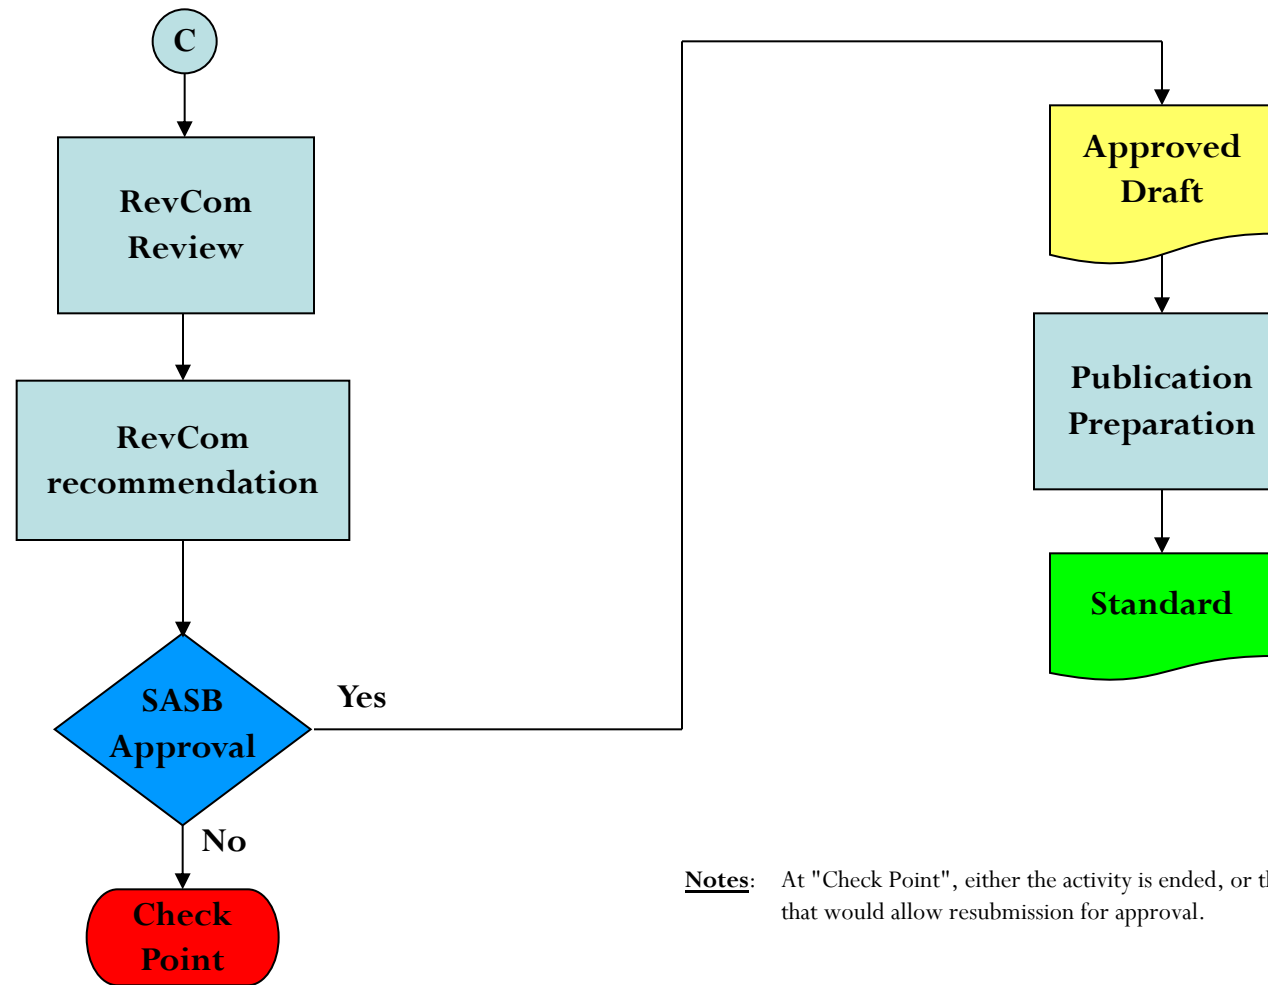 C
RevCom
Review
RevCom
recommendation
SASB
Approval
Yes
No
Check
Point
Approved
Draft
Publication
Preparation
Standard
Notes: At "Check Point", either the activity is ended, or
that would allow resubmission for approval.